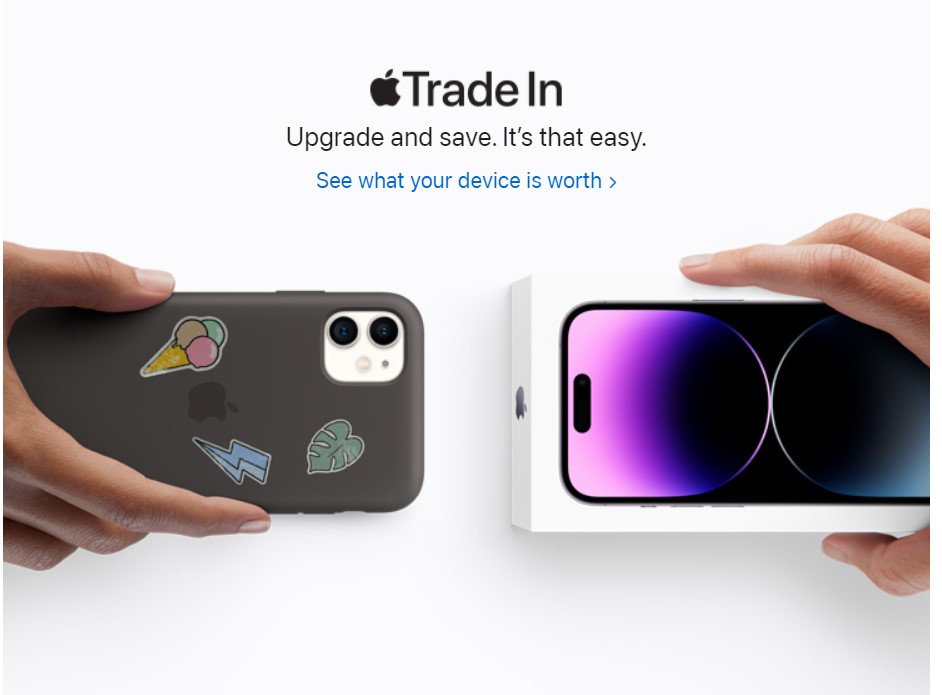 Trade In
Upgrade and save. It’s that easy.
See what your device is worth >